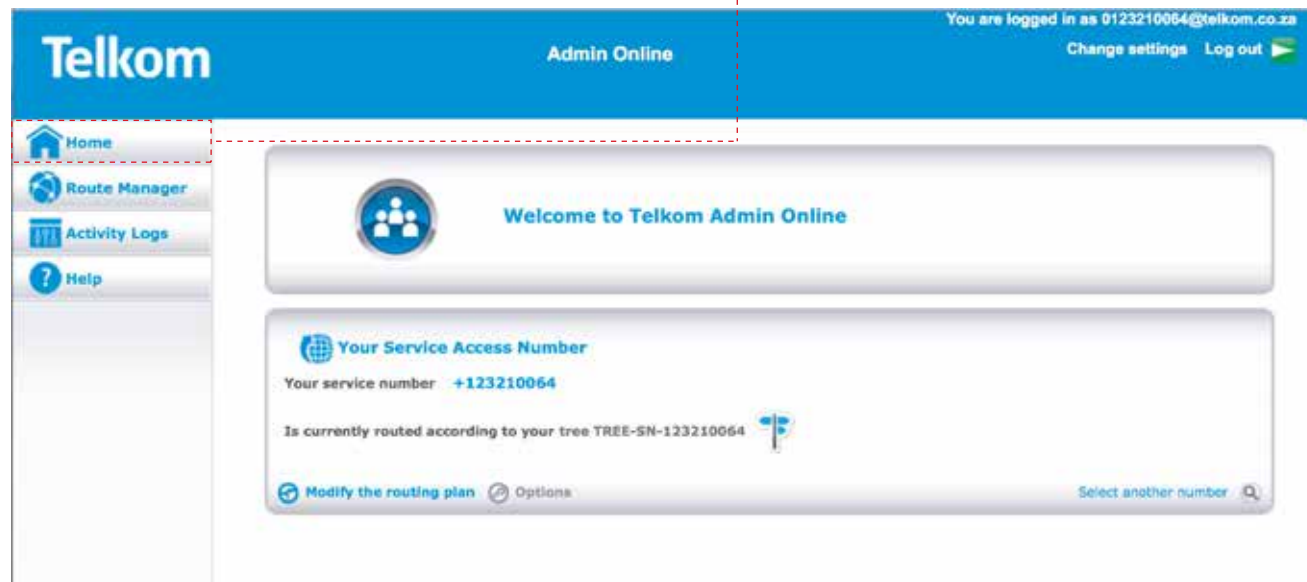 You are logged in as 0123210064@telkom.co.za
Telkom
Admin Online
Change settings Log out
Home
Route Manager
Activity Logs
Help
Welcome to Telkom Admin Online
Your Service Access Number
Your service number +123210064
Is currently routed according to your tree TREE-SN-123210064
Modify the routing plan Options
Select another number